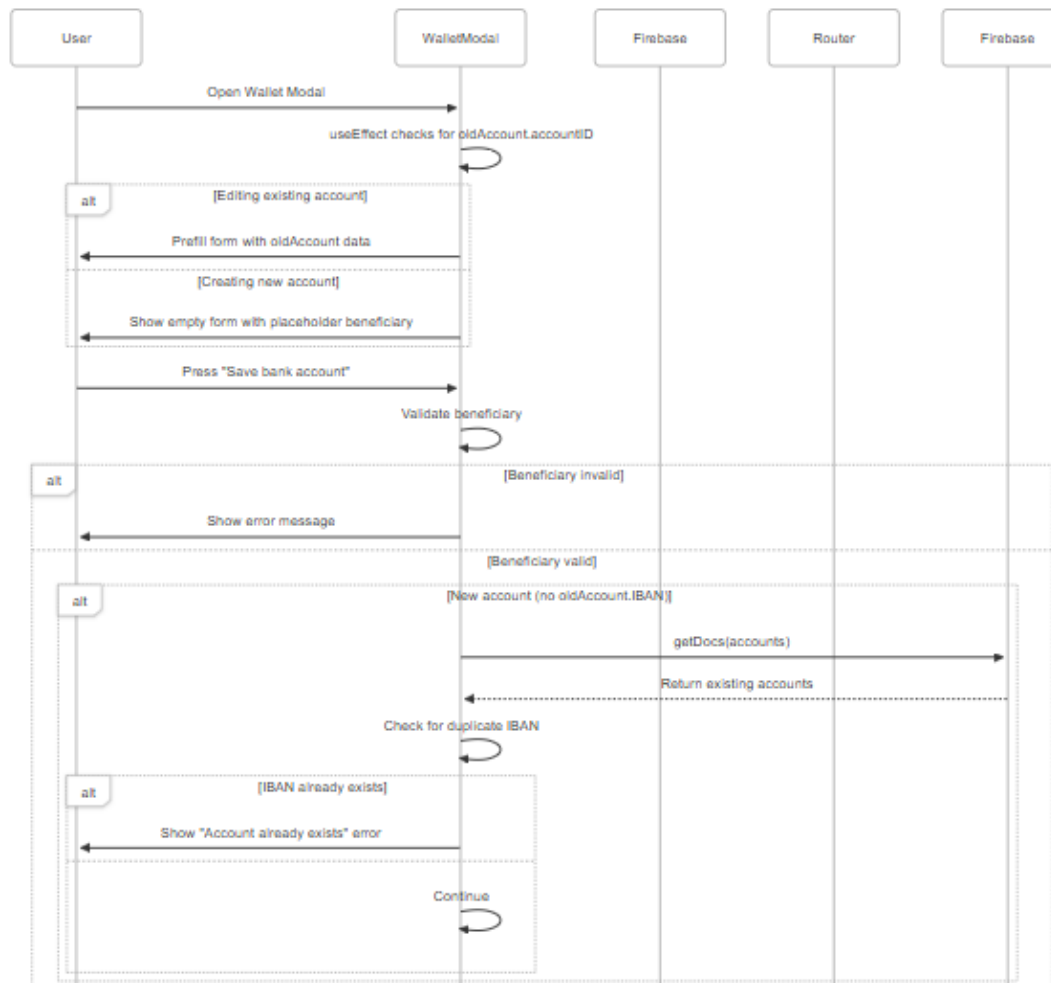 User
WalletModal
Firebase
Router
Firebase
Open Wallet Modal
useEffect checks for oldAccount.accountID
alt
[Editing existing account]
Prefill form with oldAccount data
[Creating new account]
Show empty form with placeholder beneficiary
Press "Save bank account"
Validate beneficiary
alt
[Beneficiary invalid]
Show error message
[Beneficiary valid]
alt
[New account (no oldAccount.IBAN)]
getDocs(accounts)
Return existing accounts
Check for duplicate IBAN
alt
[IBAN already exists]
Show "Account already exists" error
Continue